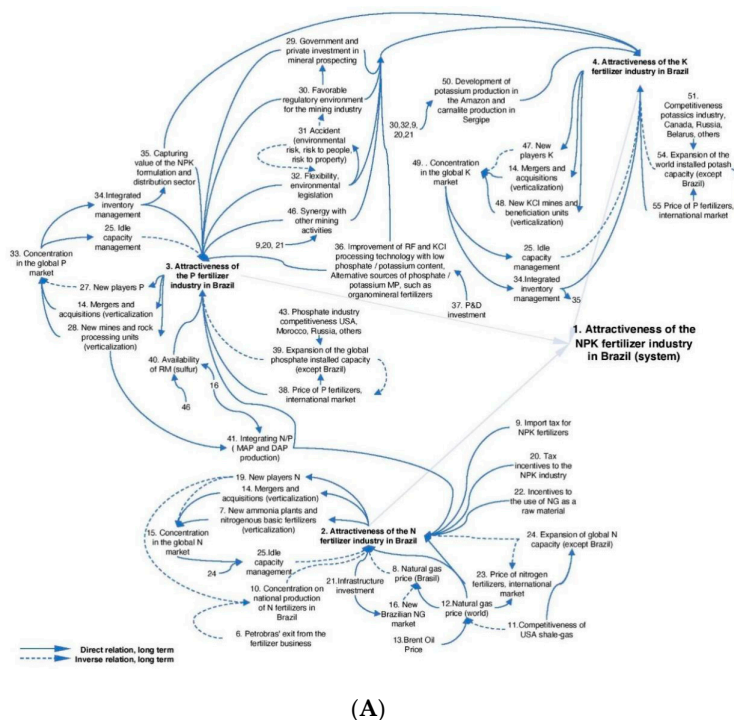 29. Government and
private investment in
mineral prospecting
30. Favorable
regulatory environment
for the mining industry
31 Accident
(environmental
risk, risk to people,
risk to property)
32. Flexibility,
environmental
legislation
46. Synergy with
other mining
activities
9,20, 21
35. Capturing
value of the NPK
formulation and
distribution sector
34.Integrated
inventory
management
25. Idle
capacity
management
33. Concentration
in the global P
market
27. New players P
14. Mergers and
acquisitions (verticalization
28. New mines and rock
processing units
(verticalization)
3. Attractiveness of
the P fertilizer
industry in Brazil
36. Improvement of RF and KCI
processing technology with low
phosphate / potassium content,
Alternative sources of phosphate /
potassium MP, such as
organomineral fertilizers
37. P&D
investment
4. Attractiveness of the K
fertilizer industry in Brazil
50. Development of
potassium production in
the Amazon and
carnalite production in
Sergipe
30,32,9,
20,21
51.
Competitiveness
potassics industry,
Canada, Russia,
Belarus, others
54. Expansion of the
world installed potash
capacity (except
Brazil)
55 Price of P fertilizers,
international market
47. New
players K
14. Mergers and
acquisitions
(verticalization)
48. New KCI mines and
beneficiation units
(verticalization)
49. . Concentration
in the global K
market
25. Idle
capacity
management
34.Integrated
inventory
management
35
1. Attractiveness of the
NPK fertilizer industry
in Brazil (system)
43. Phosphate industry
competitiveness USA,
Morocco, Russia, others
39. Expansion of the global
phosphate installed capacity
(except Brazil)
38. Price of P fertilizers,
international market
40. Availability
of RM (sulfur)
16
46
41. Integrating N/P
( MAP and DAP
production)
19. New players N
14. Mergers and
acquisitions (verticalization)
7. New ammonia plants and
nitrogenous basic fertilizers
(verticalization)
15. Concentration
in the global N
market
24
25.Idle
capacity
management
10. Concentration on
national production
of N fertilizers in
Brazil
6. Petrobras' exit from the
fertilizer business
2. Attractiveness of the N
fertilizer industry in Brazil
21.Infrastructure
investment
8. Natural gas
price (Brasil)
16. New
Brazilian NG
market
12.Natural gas
price (world)
13.Brent Oil
Price
11.Competitiveness of
USA shale-gas
9. Import tax for
NPK fertilizers
20. Tax
incentives to the
NPK industry
22. Incentives to
the use of NG as a
raw material
24. Expansion of global N
capacity (except Brazil)
23. Price of nitrogen
fertilizers, international
market
Direct relation, long term
Inverse relation, long term
(A)